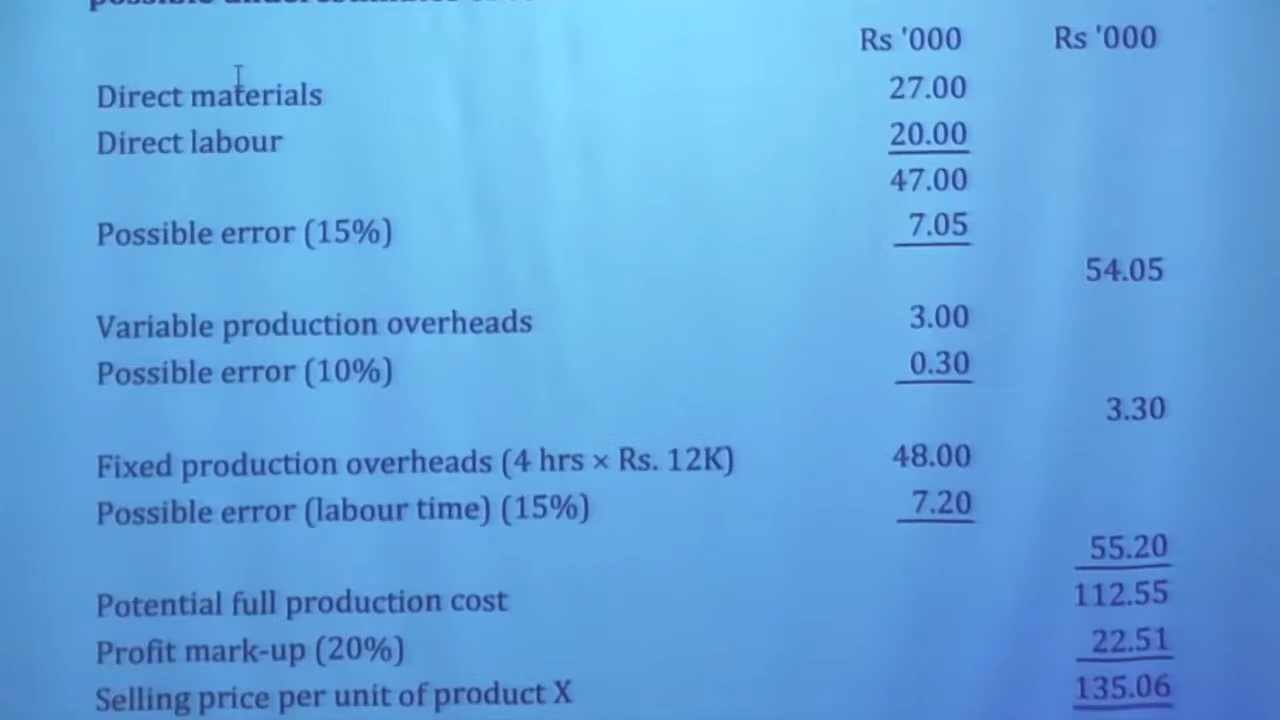 Rs '000 Rs '000
Direct materials 27.00
Direct labour 20.00
47.00
Possible error (15%) 7.05
54.05
Variable production overheads 3.00
Possible error (10%) 0.30
3.30
Fixed production overheads (4 hrs × Rs. 12K) 48.00
Possible error (labour time) (15%) 7.20
55.20
Potential full production cost 112.55
Profit mark-up (20%) 22.51
Selling price per unit of product X 135.06